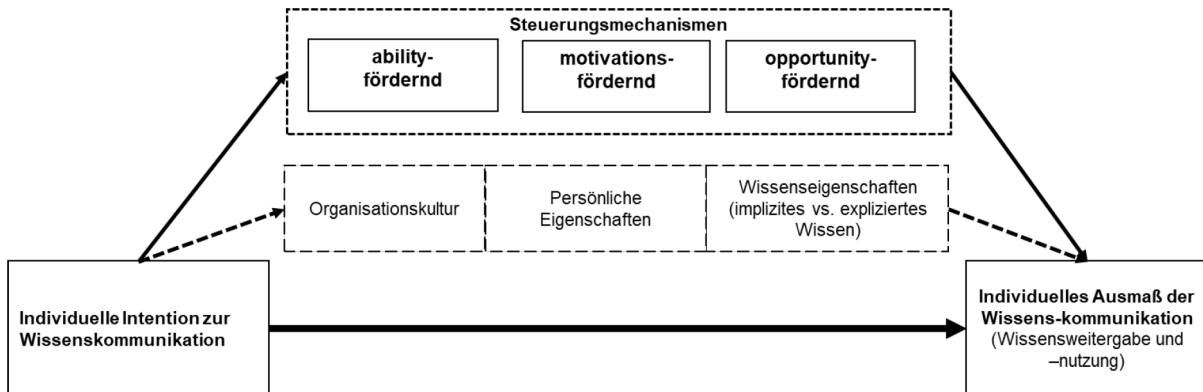 Steuerungsmechanismen
ability-
fördernd
motivations-
fördernd
opportunity-
fördernd
Organisationskultur
Persönliche
Eigenschaften
Wissenseigenschaften
(implizites vs. expliziertes
Wissen)
Individuelle Intention zur
Wissenskommunikation
Individuelles Ausmaß der
Wissens-kommunikation
(Wissensweitergabe und
–nutzung)